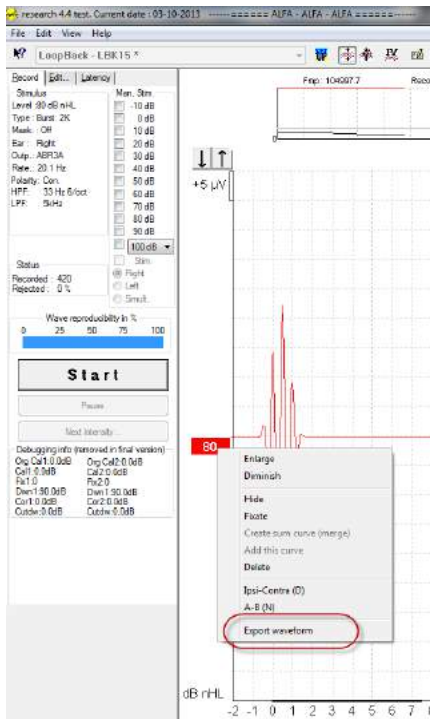 research 4.4 test. Current date : 03-10-2013 ------====== ALFA - ALFA - ALFA ======------
File Edit View Help
LoopBack - LBK15 *
Record Edit... Latency
Fmp: 104997.7 Reco
Stimulus Man. Stim.
Level :80 dB nHL -10 dB
Type : Burst 2K 0 dB
Mask. : Off 10 dB
Ear : Right 20 dB
Outp.: ABR3A 30 dB
Rate.: 20.1 Hz 40 dB
Polarity: Con. 50 dB
HPF: 33 Hz 6/oct 60 dB
LPF: 5kHz 70 dB
80 dB
90 dB
100 dB
Stim.
Status Right
Recorded : 420 Left
Rejected : 0 % Simult.
+5 µV
0
Wave reproducibility in %
0 25 50 75 100
Start
Pause
Next Intensity...
Debugging info (removed in final version)
Org Cal1:0.0dB Org Cal2:0.0dB
Cal1:0.0dB Cal2:0.0dB
Fix1:0 Fix2:0
Dwn1:90.0dB Dwn1:90.0dB
Cor1:0.0dB Cor2:0.0dB
Cutdw:0.0dB Cutdw:0.0dB
80
Enlarge
Diminish
Hide
Fixate
Create sum curve (merge)
Add this curve
Delete
Ipsi-Contra (D)
A-B (N)
Export waveform
dB nHL
-2 -1 0 1 2 3 4 5 6 7